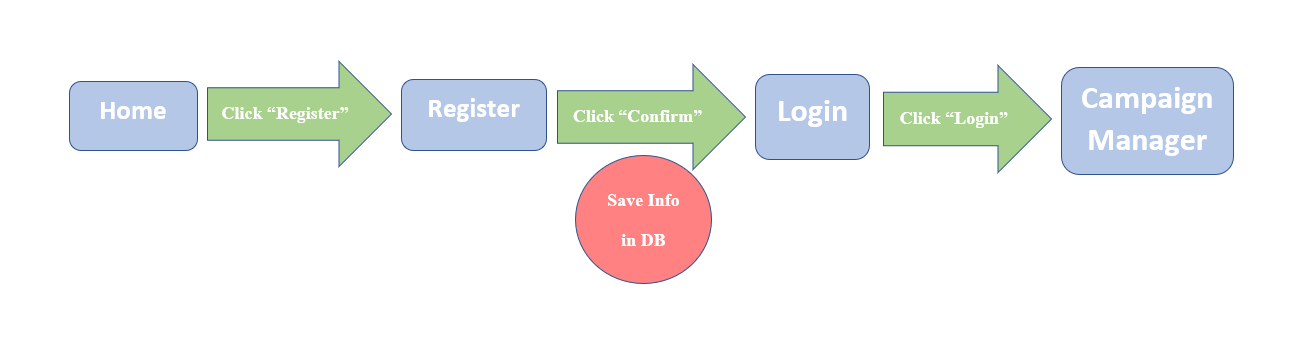 Home
Click “Register”
Register
Click “Confirm”
Save Info
in DB
Login
Click “Login”
Campaign
Manager